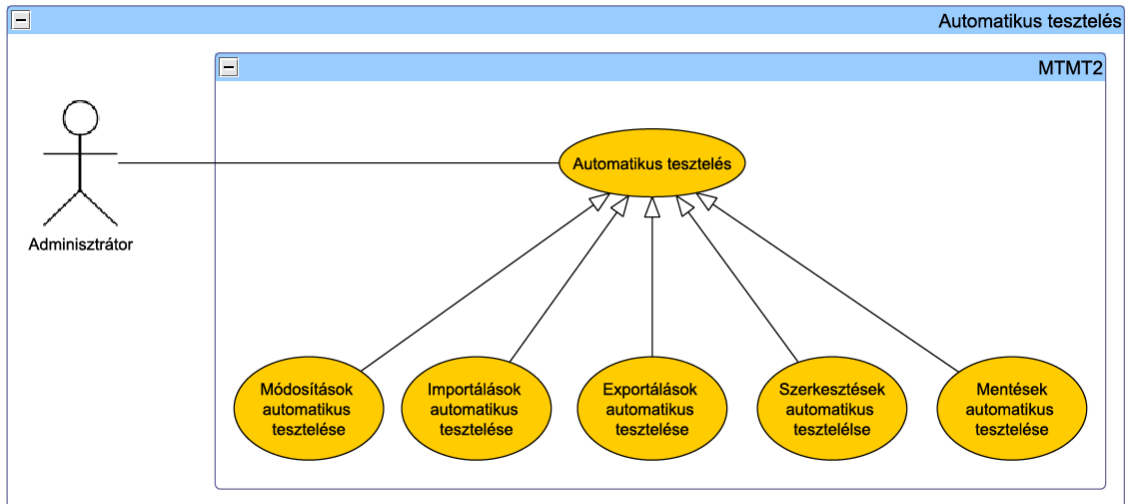 Automatikus tesztelés
MTMT2
Automatikus tesztelés
Adminisztrátor
Módosítások
automatikus
tesztelése
Importálások
automatikus
tesztelése
Exportálások
automatikus
tesztelése
Szerkesztések
automatikus
tesztelélse
Mentések
automatikus
tesztelése